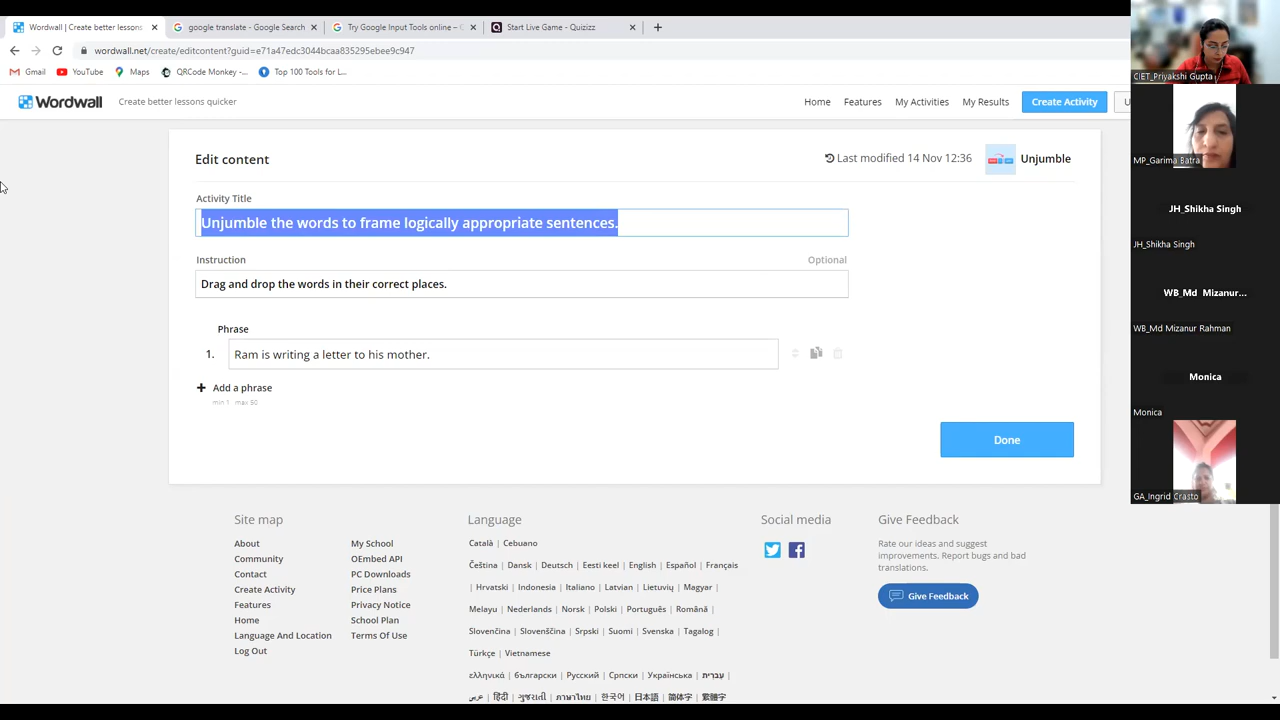 Wordwall | Create better lessons
google translate - Google Search
Try Google Input Tools online –
Start Live Game - Quizizz
wordwall.net/create/editcontent?guid=e71a47edc3044bcaa835295ebee9c947
Gmail
YouTube
Maps
QRCode Monkey -...
Top 100 Tools for L...
CIET_Priyakshi Gupta
Wordwall
Create better lessons quicker
Home
Features
My Activities
My Results
Create Activity
U
Edit content
Last modified 14 Nov 12:36
Unjumble
MP_Garima Batra
Activity Title
Unjumble the words to frame logically appropriate sentences.
JH_Shikha Singh
JH_Shikha Singh
Instruction
Optional
Drag and drop the words in their correct places.
WB_Md Mizanur...
WB_Md Mizanur Rahman
Phrase
1. Ram is writing a letter to his mother.
Monica
Monica
+ Add a phrase
min 1 max 50
Done
GA_Ingrid Crasto
Site map
About
Community
Contact
Create Activity
Features
Home
Language And Location
Log Out
My School
OEmbed API
PC Downloads
Price Plans
Privacy Notice
School Plan
Terms Of Use
Language
Català | Cebuano
Čeština | Dansk | Deutsch | Eesti keel | English | Español | Français
| Hrvatski | Indonesia | Italiano | Latvian | Lietuvių | Magyar |
Melayu | Nederlands | Norsk | Polski | Português | Română |
Slovenčina | Slovenščina | Srpski | Suomi | Svenska | Tagalog |
Türkçe | Vietnamese
ελληνικά | български | Русский | Српски | Українська | עברית |
عربى | हिंदी | ગુજરાતી | ภาษาไทย | 한국어 | 日本語 | 简体字 | 繁體字
Social media
Give Feedback
Rate our ideas and suggest
improvements. Report bugs and bad
translations.
Give Feedback